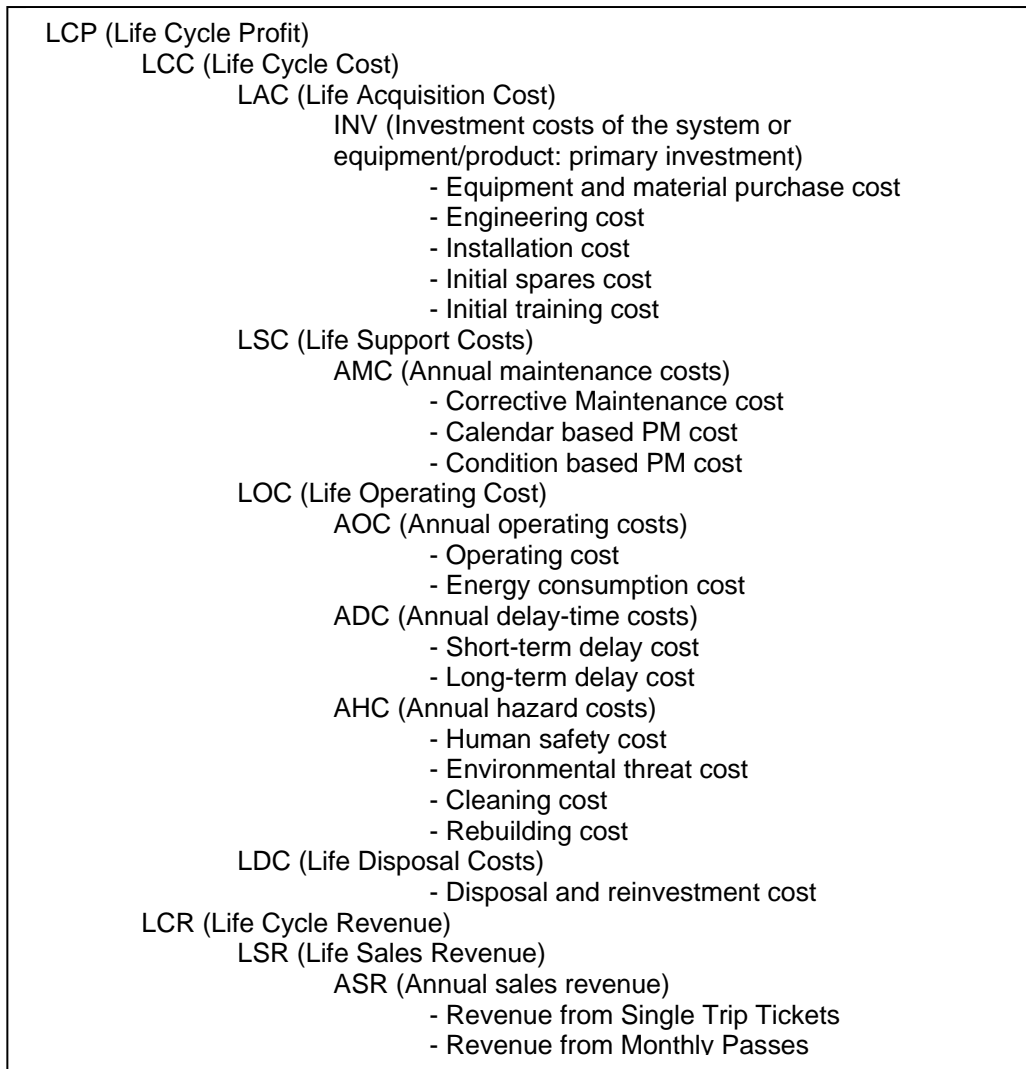 LCP (Life Cycle Profit)
LCC (Life Cycle Cost)
LAC (Life Acquisition Cost)
INV (Investment costs of the system or
equipment/product: primary investment)
- Equipment and material purchase cost
- Engineering cost
- Installation cost
- Initial spares cost
- Initial training cost
LSC (Life Support Costs)
AMC (Annual maintenance costs)
- Corrective Maintenance cost
- Calendar based PM cost
- Condition based PM cost
LOC (Life Operating Cost)
AOC (Annual operating costs)
- Operating cost
- Energy consumption cost
ADC (Annual delay-time costs)
- Short-term delay cost
- Long-term delay cost
AHC (Annual hazard costs)
- Human safety cost
- Environmental threat cost
- Cleaning cost
- Rebuilding cost
LDC (Life Disposal Costs)
- Disposal and reinvestment cost
LCR (Life Cycle Revenue)
LSR (Life Sales Revenue)
ASR (Annual sales revenue)
- Revenue from Single Trip Tickets
- Revenue from Monthly Passes